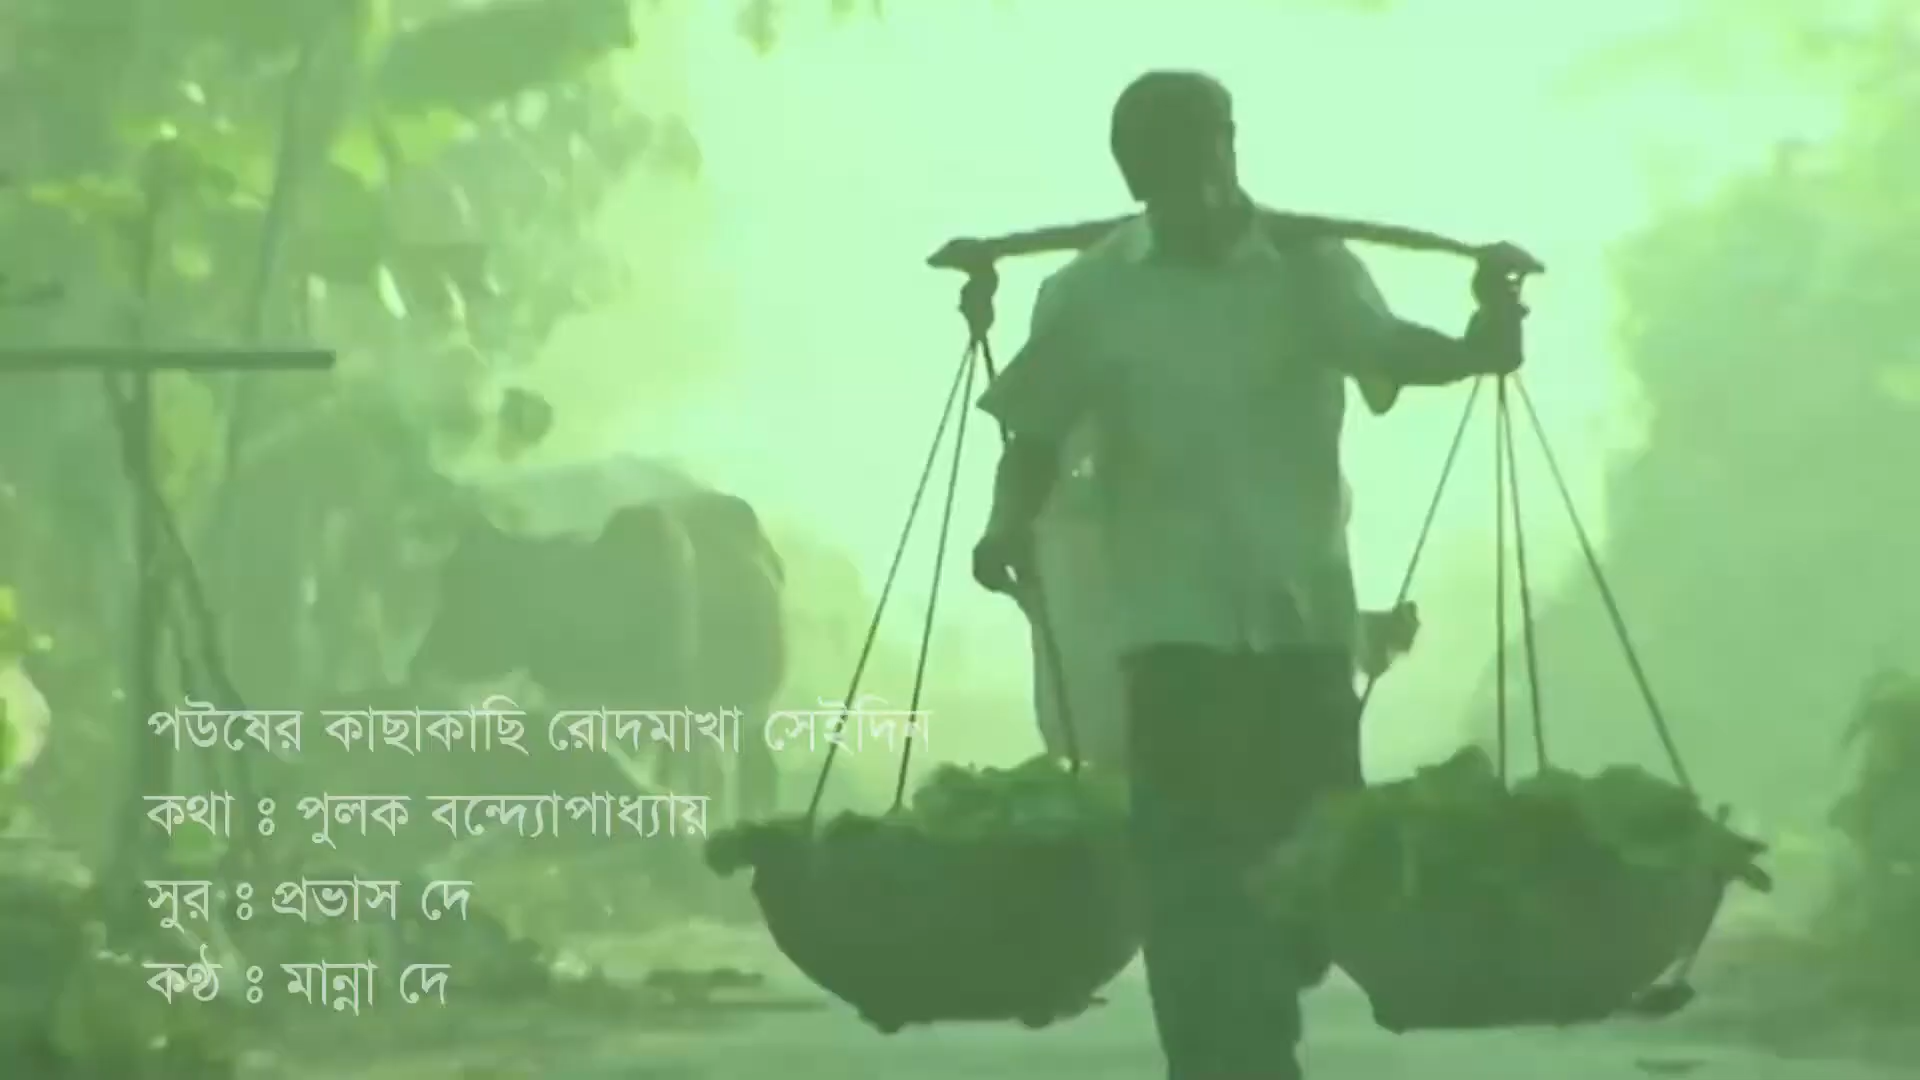 পউষের কাছাকাছি রোদমাখা সেইদিন
কথা ঃ পুলক বন্দ্যোপাধ্যায়
সুর ঃ প্রভাস দে
কণ্ঠ ঃ মান্না দে